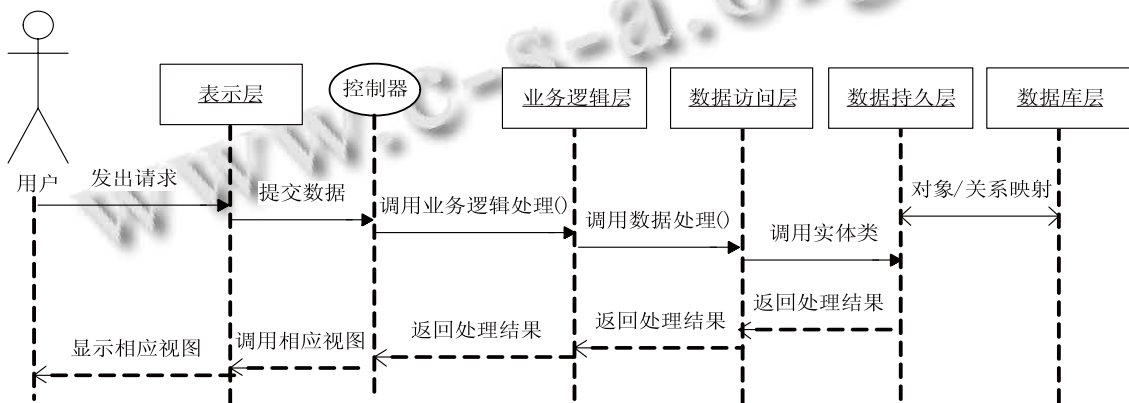 www.c-s-a.org
表示层
控制器
业务逻辑层
数据访问层
数据持久层
数据库层
用户
发出请求
提交数据
调用业务逻辑处理()
调用数据处理()
调用实体类
对象/关系映射
返回处理结果
返回处理结果
返回处理结果
调用相应视图
显示相应视图